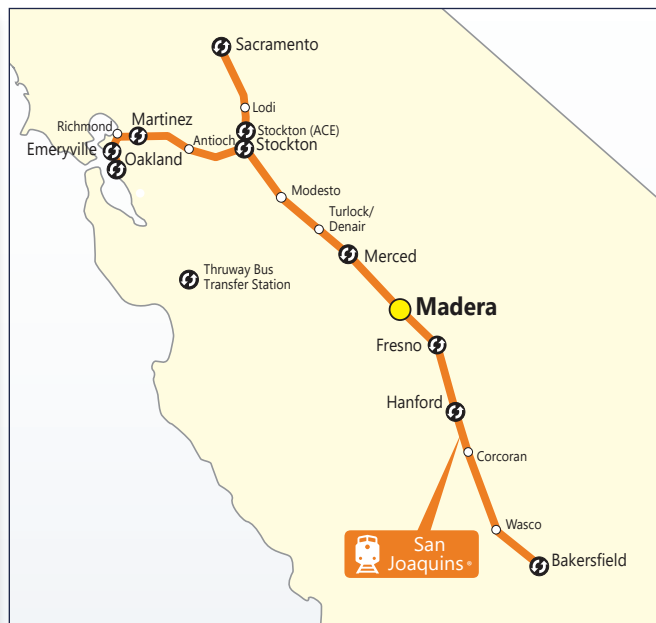 Sacramento
Lodi
Stockton (ACE)
Stockton
Richmond
Martinez
Antioch
Emeryville
Oakland
Modesto
Turlock/
Denair
Merced
Thruway Bus
Transfer Station
Madera
Fresno
Hanford
Corcoran
Wasco
San
Joaquins
Bakersfield